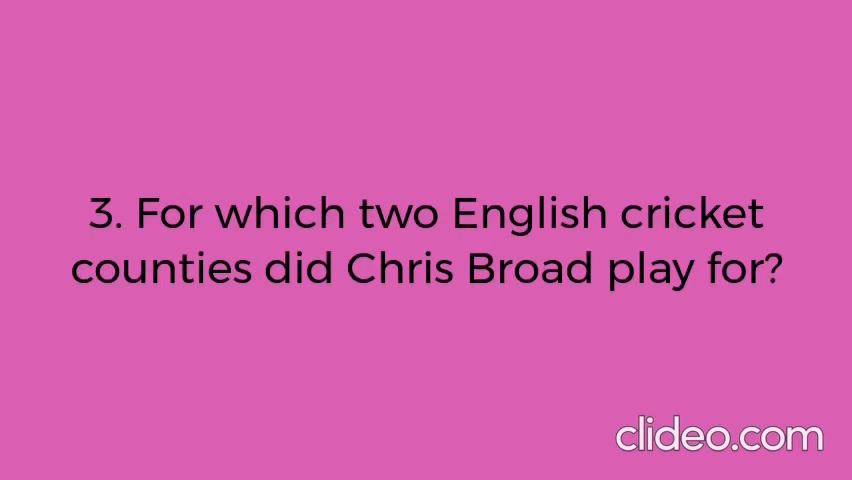 3. For which two English cricket
counties did Chris Broad play for?
clideo.com